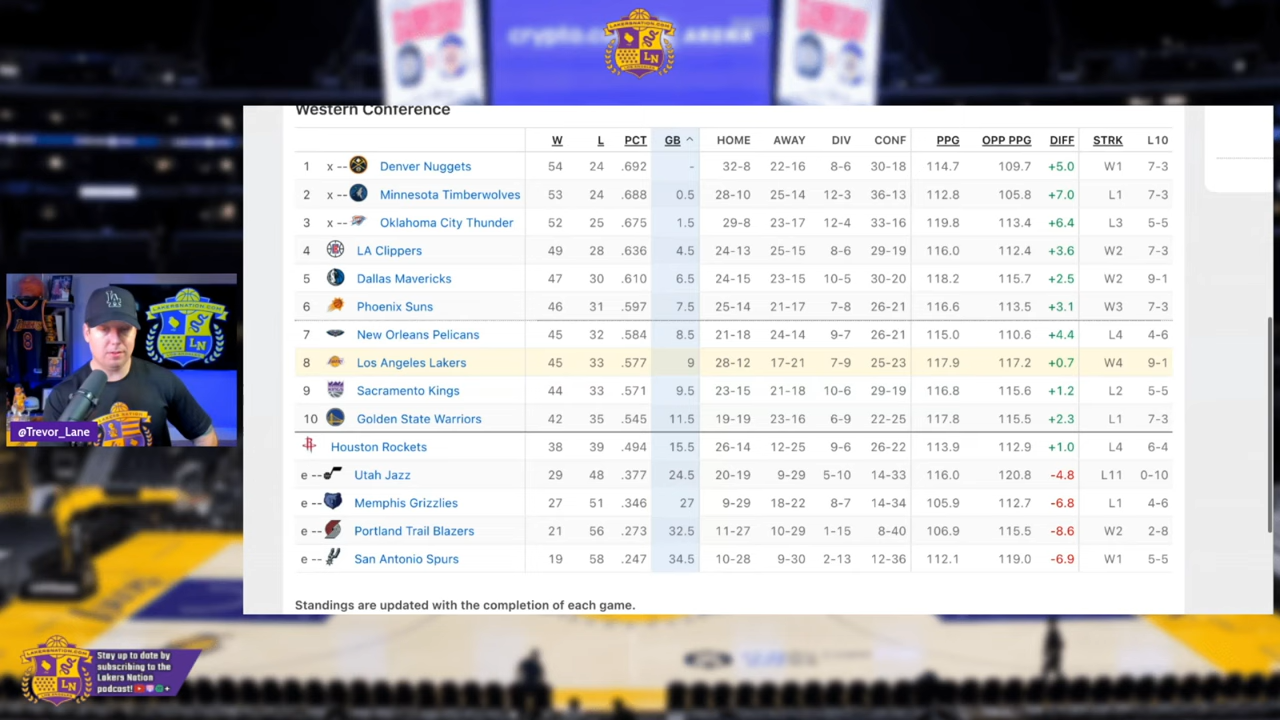 crypto.com ARENA
LAKERSNATION.COM
LN
Western Conference
W L PCT GB HOME AWAY DIV CONF PPG OPP PPG DIFF STRK L10
1 x -- Denver Nuggets 54 24 .692 - 32-8 22-16 8-6 30-18 114.7 109.7 +5.0 W1 7-3
2 x -- Minnesota Timberwolves 53 24 .688 0.5 28-10 25-14 12-3 36-13 112.8 105.8 +7.0 L1 7-3
3 x -- Oklahoma City Thunder 52 25 .675 1.5 29-8 23-17 12-4 33-16 119.8 113.4 +6.4 L3 5-5
4 LA Clippers 49 28 .636 4.5 24-13 25-15 8-6 29-19 116.0 112.4 +3.6 W2 7-3
5 Dallas Mavericks 47 30 .610 6.5 24-15 23-15 10-5 30-20 118.2 115.7 +2.5 W2 9-1
6 Phoenix Suns 46 31 .597 7.5 25-14 21-17 7-8 26-21 116.6 113.5 +3.1 W3 7-3
7 New Orleans Pelicans 45 32 .584 8.5 21-18 24-14 9-7 26-21 115.0 110.6 +4.4 L4 4-6
8 Los Angeles Lakers 45 33 .577 9 28-12 17-21 7-9 25-23 117.9 117.2 +0.7 W4 9-1
9 Sacramento Kings 44 33 .571 9.5 23-15 21-18 10-6 29-19 116.8 115.6 +1.2 L2 5-5
10 Golden State Warriors 42 35 .545 11.5 19-19 23-16 6-9 22-25 117.8 115.5 +2.3 L1 7-3
Houston Rockets 38 39 .494 15.5 26-14 12-25 9-6 26-22 113.9 112.9 +1.0 L4 6-4
e -- Utah Jazz 29 48 .377 24.5 20-19 9-29 5-10 14-33 116.0 120.8 -4.8 L11 0-10
e -- Memphis Grizzlies 27 51 .346 27 9-29 18-22 8-7 14-34 105.9 112.7 -6.8 L1 4-6
e -- Portland Trail Blazers 21 56 .273 32.5 11-27 10-29 1-15 8-40 106.9 115.5 -8.6 W2 2-8
e -- San Antonio Spurs 19 58 .247 34.5 10-28 9-30 2-13 12-36 112.1 119.0 -6.9 W1 5-5
Standings are updated with the completion of each game.
LAKERSNATION.COM
LN
@Trevor_Lane
LN
Stay up to date by
subscribing to the
Lakers Nation
podcast!